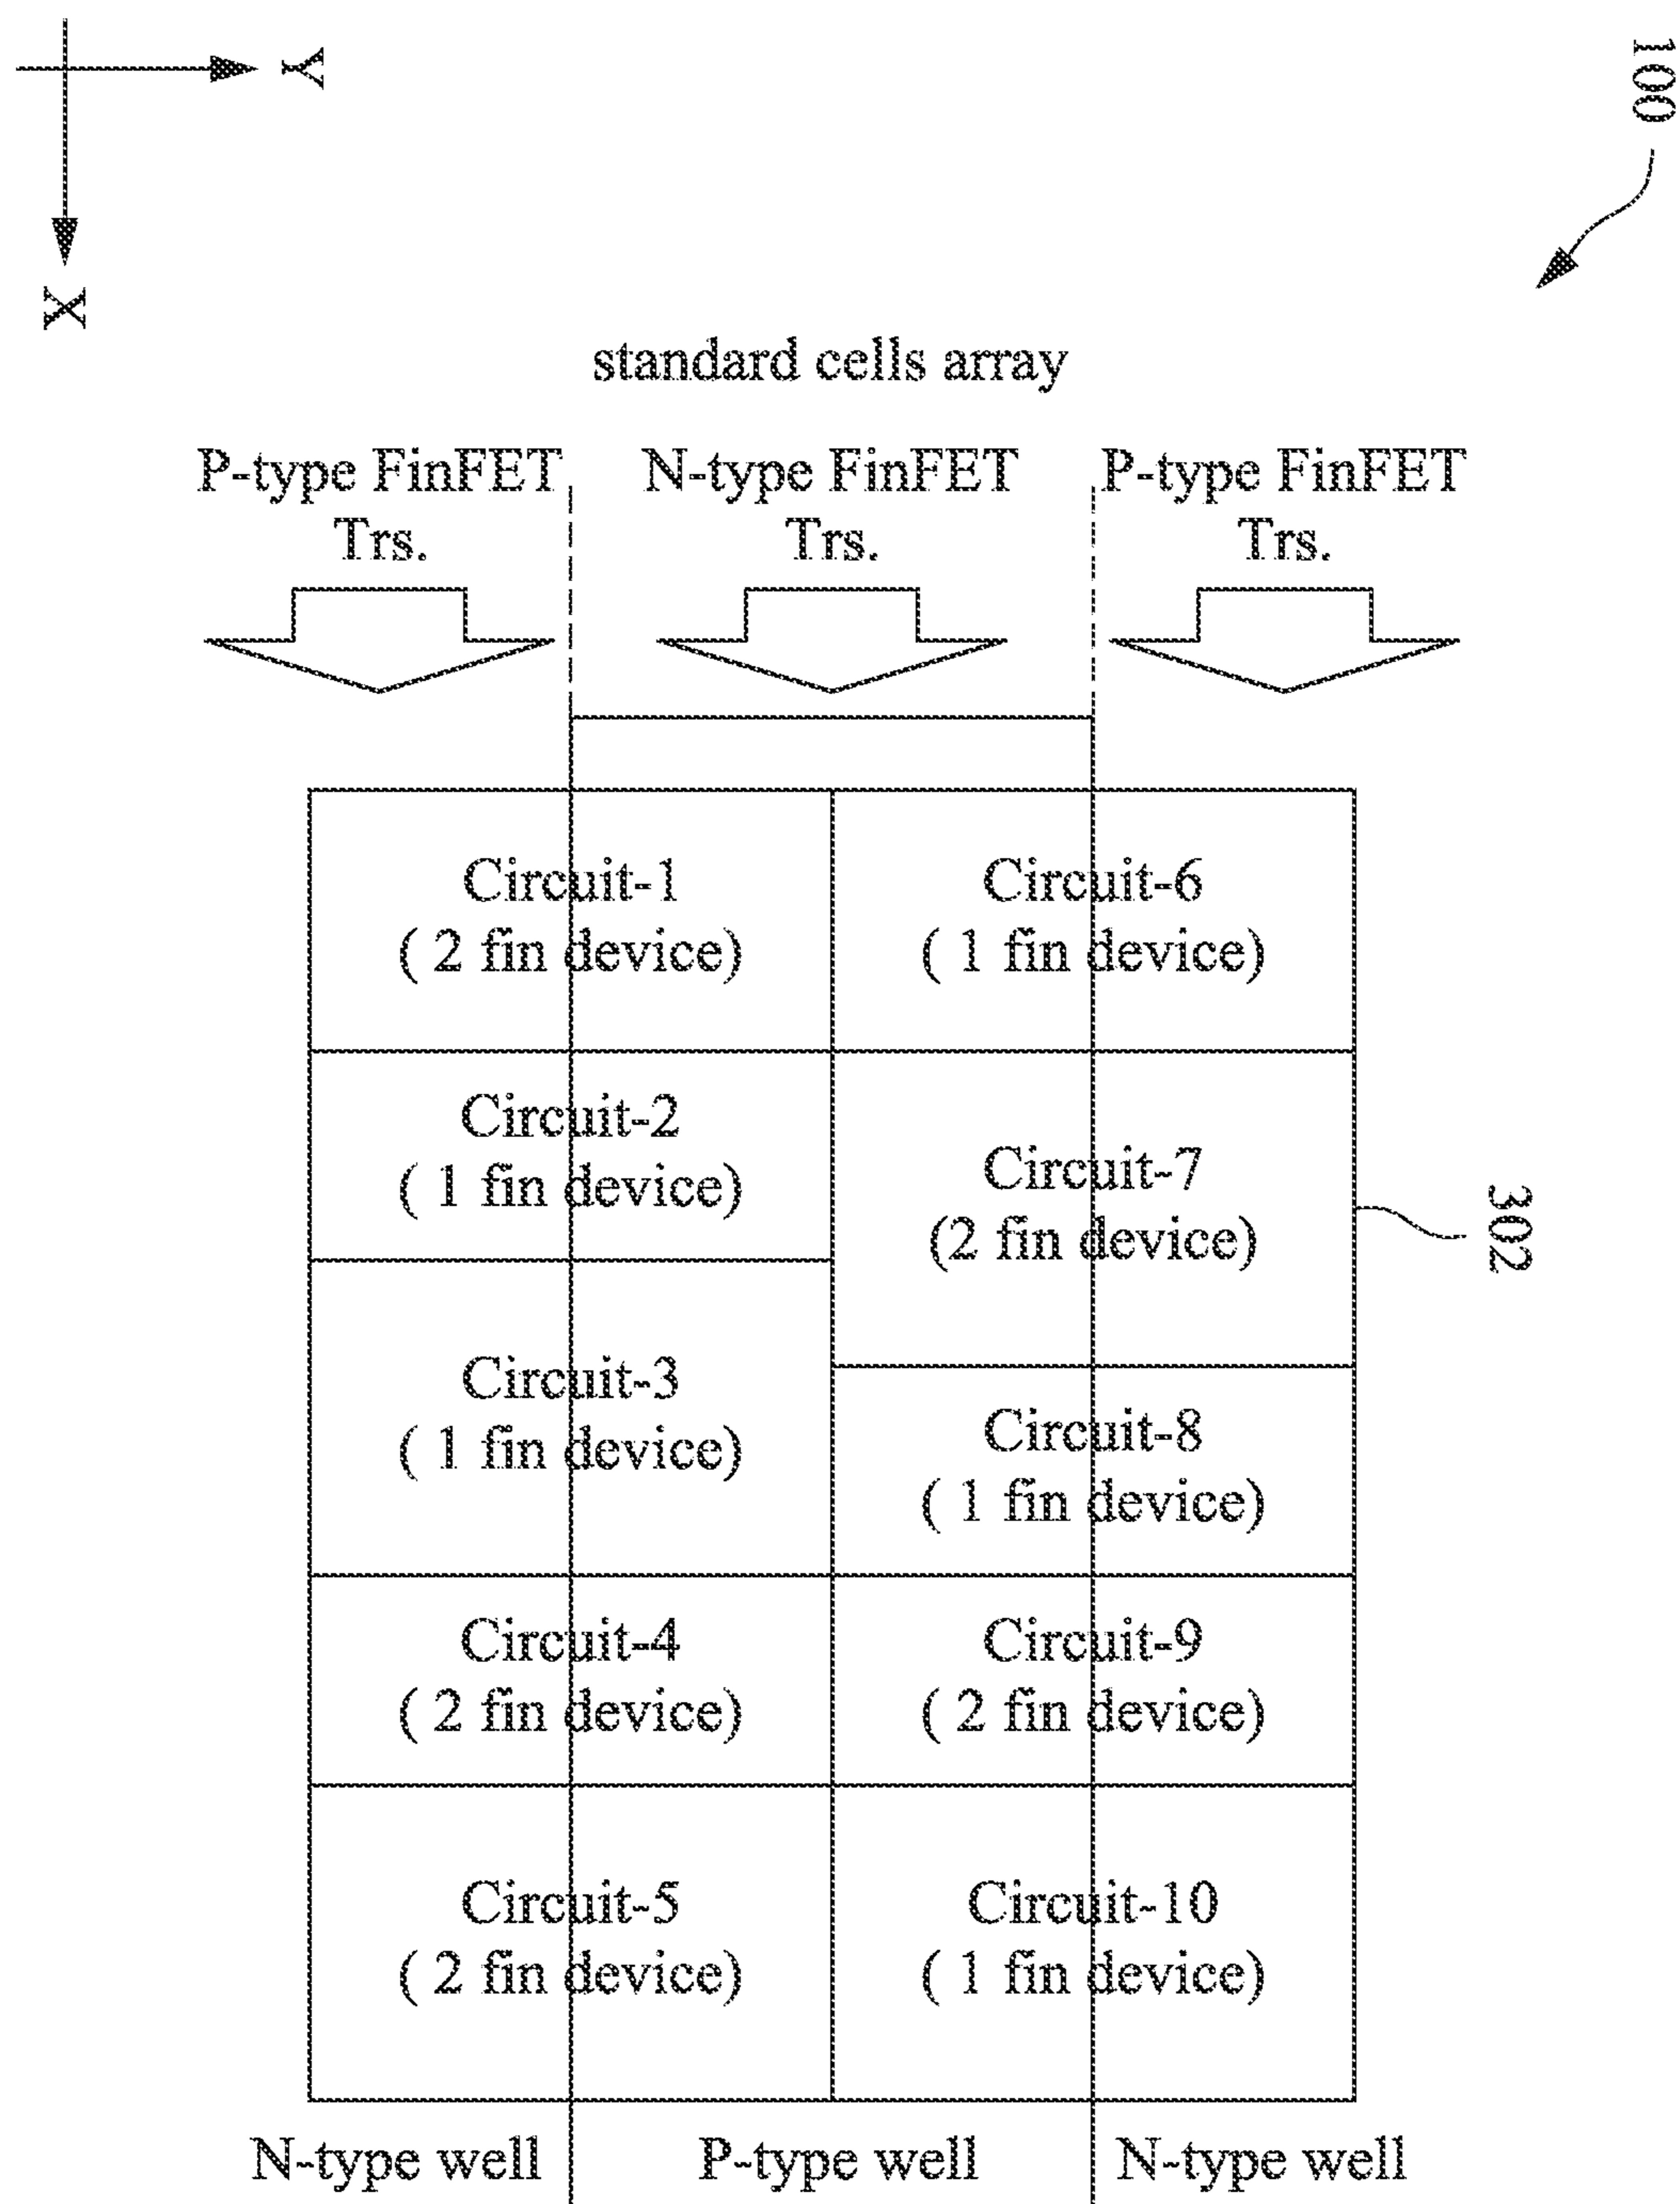 Y
100
X
standard cells array
P-type FinFET
Trs.
N-type FinFET
Trs.
P-type FinFET
Trs.
Circuit-1
( 2 fin device)
Circuit-6
( 1 fin device)
Circuit-2
( 1 fin device)
Circuit-7
(2 fin device)
302
Circuit-3
( 1 fin device)
Circuit-8
( 1 fin device)
Circuit-4
( 2 fin device)
Circuit-9
( 2 fin device)
Circuit-5
( 2 fin device)
Circuit-10
( 1 fin device)
N-type well
P-type well
N-type well